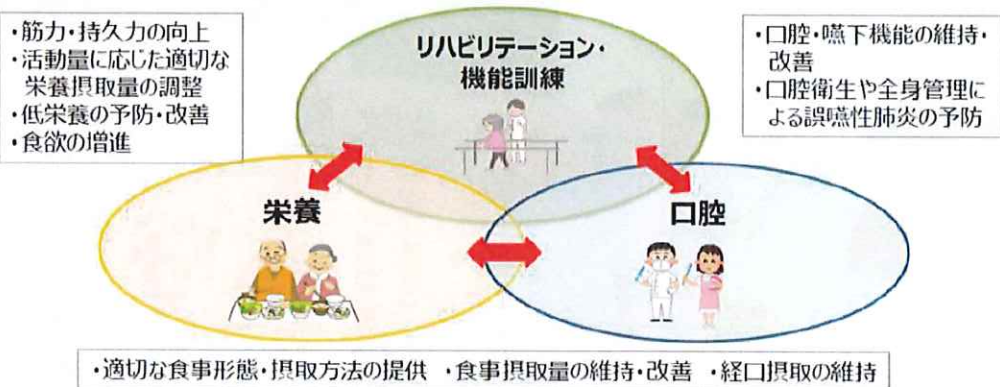 ・筋力・持久力の向上
・活動量に応じた適切な
栄養摂取量の調整
・低栄養の予防・改善
・食欲の増進
リハビリテーション・
機能訓練
・口腔・嚥下機能の維持・
改善
・口腔衛生や全身管理に
よる誤嚥性肺炎の予防
栄養
口腔
・適切な食事形態・摂取方法の提供 ・食事摂取量の維持・改善 ・経口摂取の維持